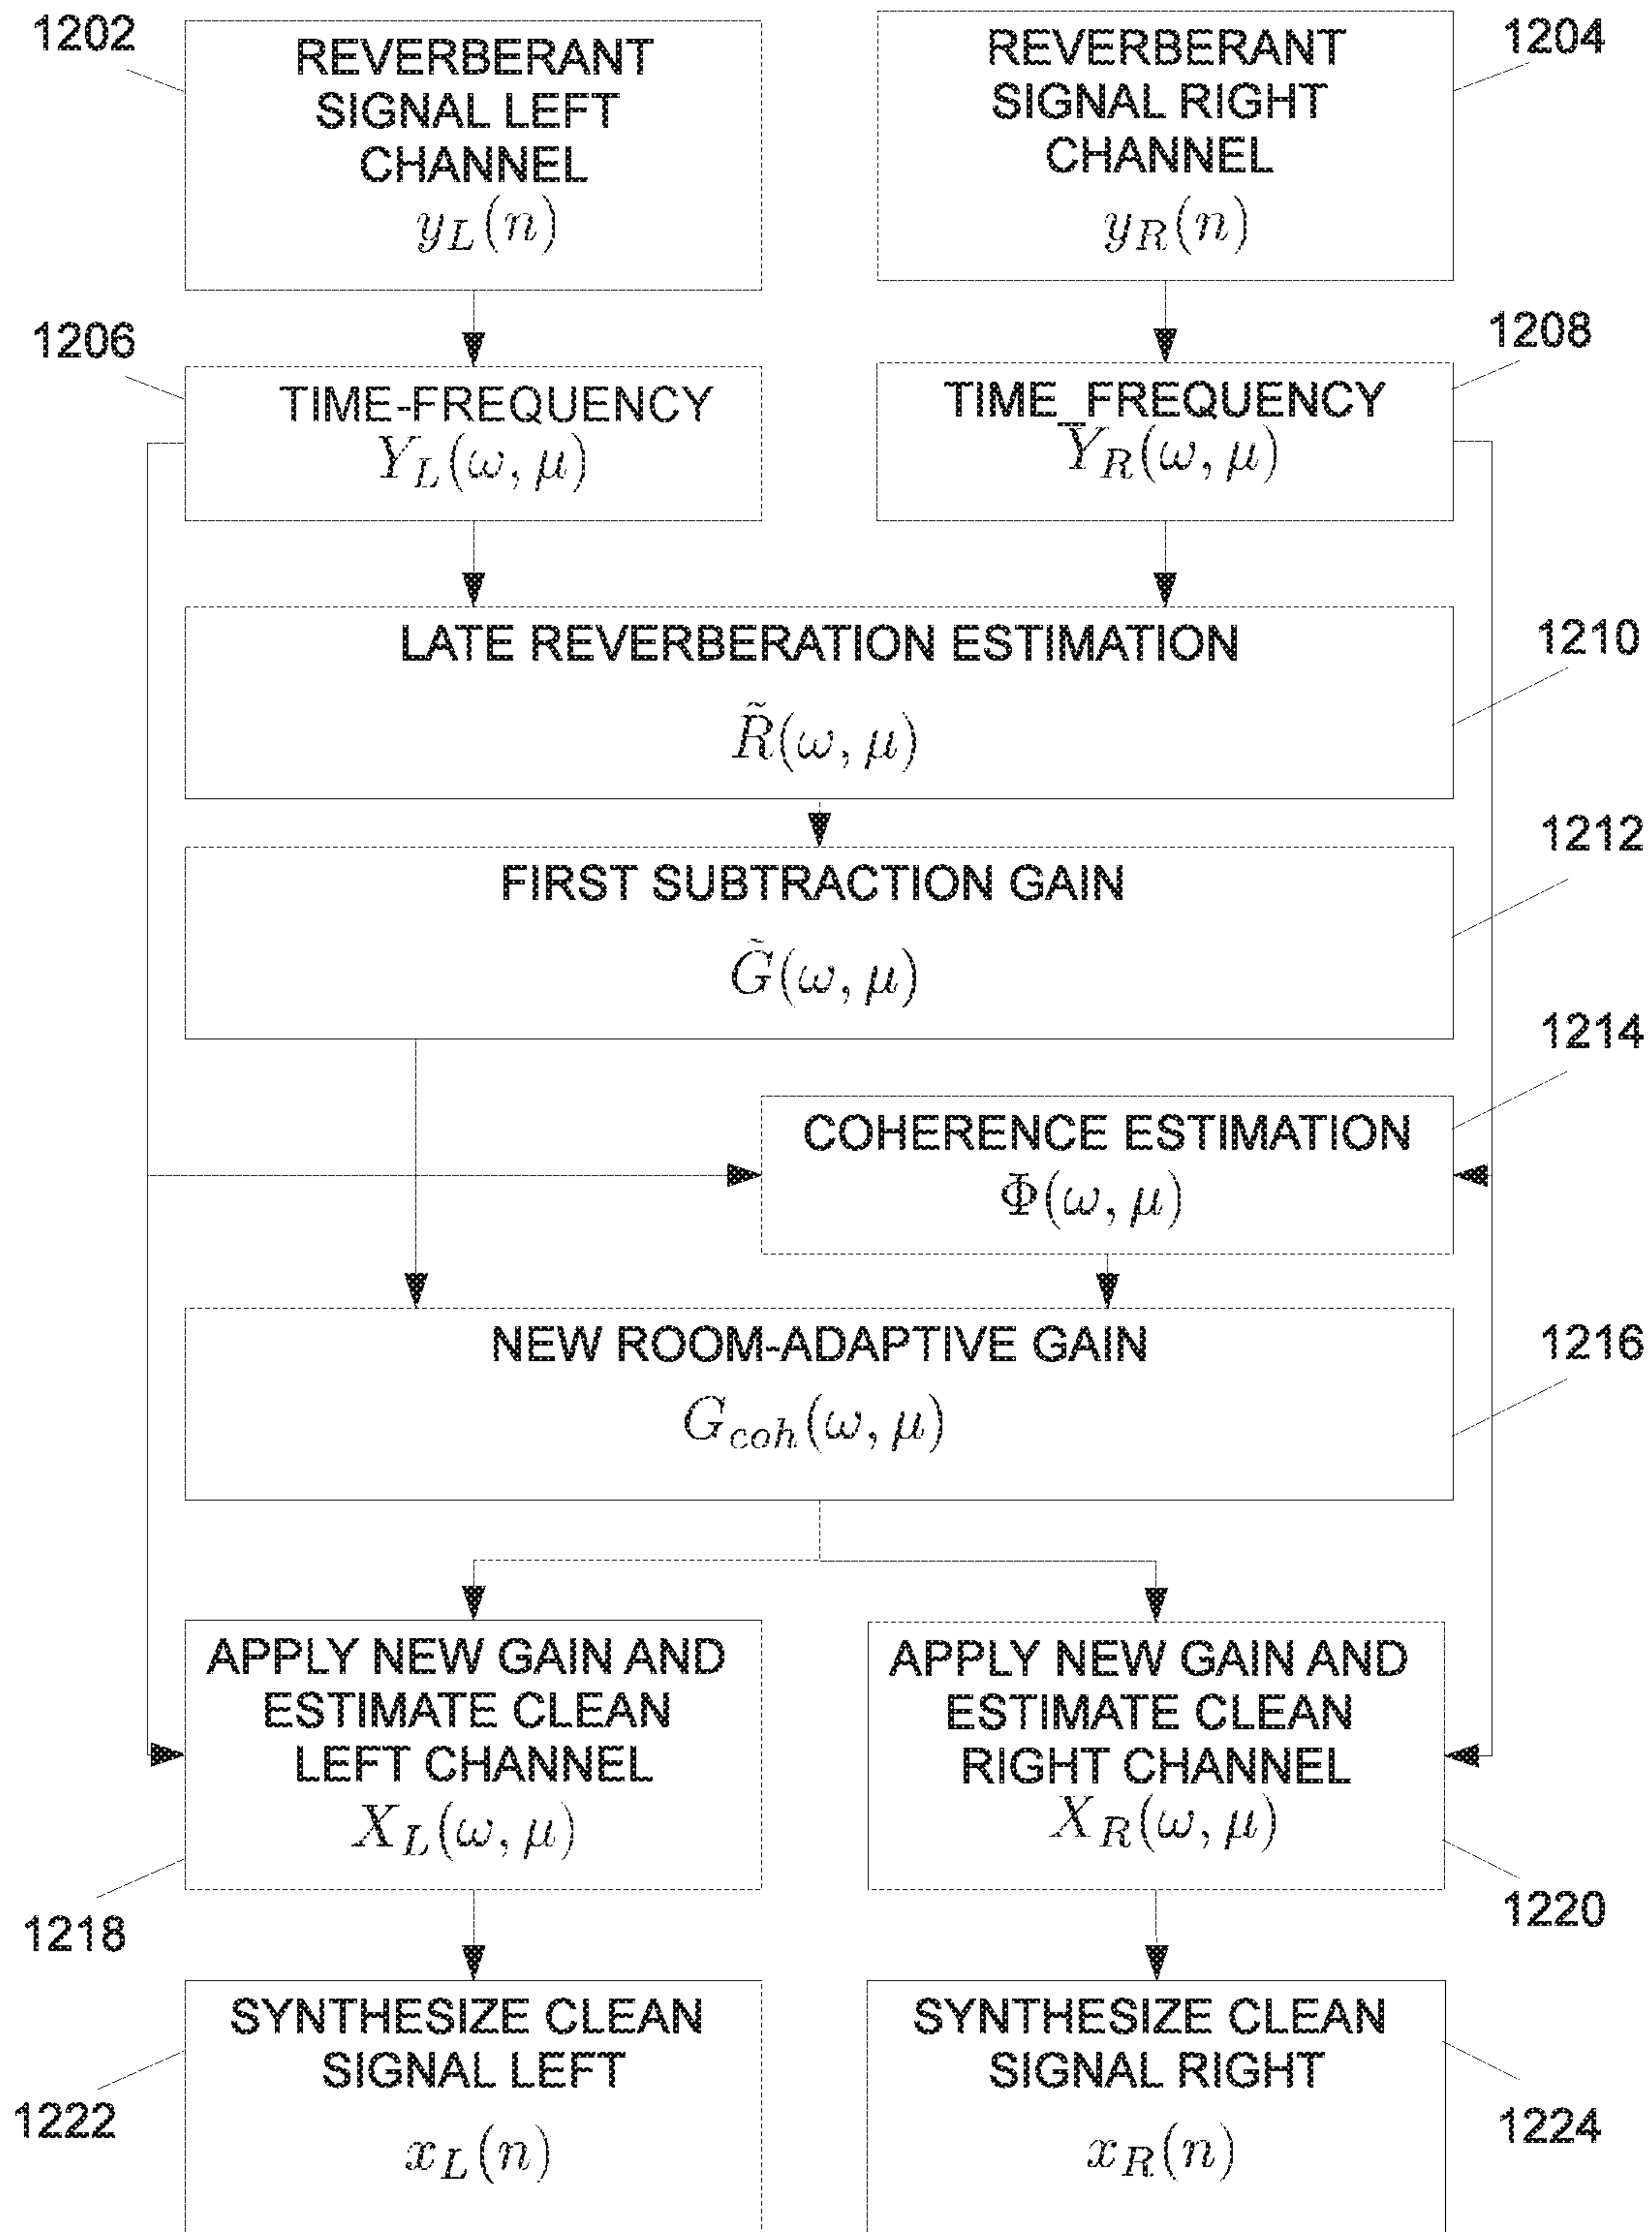 1202
REVERBERANT
SIGNAL LEFT
CHANNEL
y_L(n)
REVERBERANT
SIGNAL RIGHT
CHANNEL
y_R(n)
1204
1206
TIME-FREQUENCY
Y_L(ω, μ)
TIME_FREQUENCY
Y_R(ω, μ)
1208
LATE REVERBERATION ESTIMATION
R̃(ω, μ)
1210
FIRST SUBTRACTION GAIN
G̃(ω, μ)
1212
COHERENCE ESTIMATION
Φ(ω, μ)
1214
NEW ROOM-ADAPTIVE GAIN
G_coh(ω, μ)
1216
APPLY NEW GAIN AND
ESTIMATE CLEAN
LEFT CHANNEL
X_L(ω, μ)
1218
APPLY NEW GAIN AND
ESTIMATE CLEAN
RIGHT CHANNEL
X_R(ω, μ)
1220
SYNTHESIZE CLEAN
SIGNAL LEFT
x_L(n)
1222
SYNTHESIZE CLEAN
SIGNAL RIGHT
x_R(n)
1224